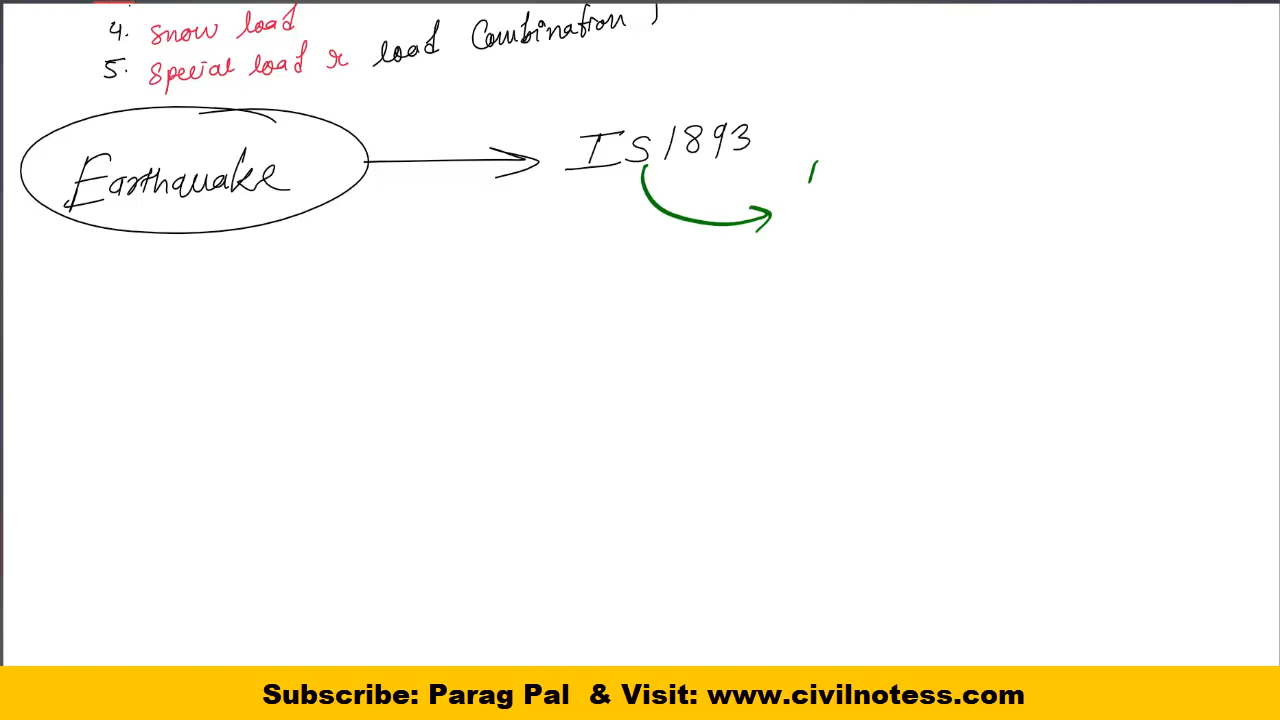 4. Snow load
5. Special load & load Combination
Earthquake
IS 1893
Subscribe: Parag Pal & Visit: www.civilnotess.com